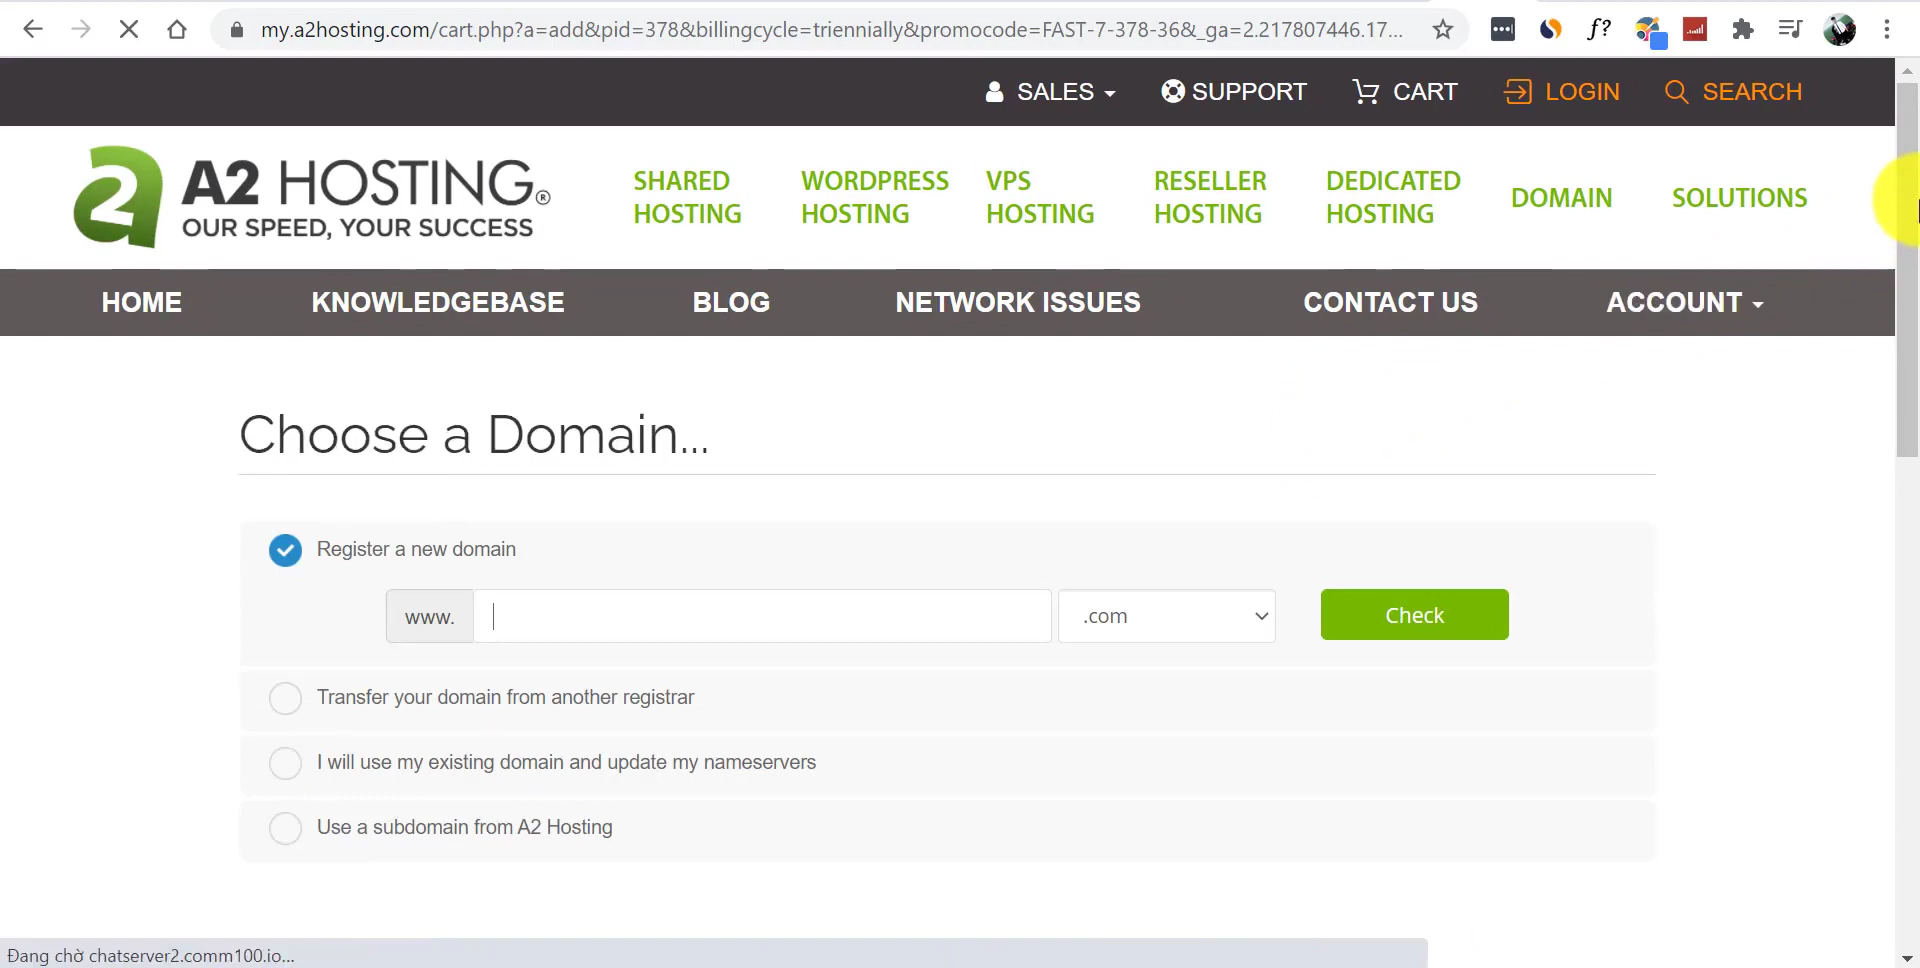 my.a2hosting.com/cart.php?a=add&pid=378&billingcycle=triennially&promocode=FAST-7-378-36&_ga=2.217807446.17...
f?
SALES
SUPPORT
CART
LOGIN
SEARCH
A2 HOSTING®
OUR SPEED, YOUR SUCCESS
SHARED
HOSTING
WORDPRESS
HOSTING
VPS
HOSTING
RESELLER
HOSTING
DEDICATED
HOSTING
DOMAIN
SOLUTIONS
HOME
KNOWLEDGEBASE
BLOG
NETWORK ISSUES
CONTACT US
ACCOUNT
Choose a Domain...
Register a new domain
www.
.com
Check
Transfer your domain from another registrar
I will use my existing domain and update my nameservers
Use a subdomain from A2 Hosting
Đang chờ chatserver2.comm100.io...